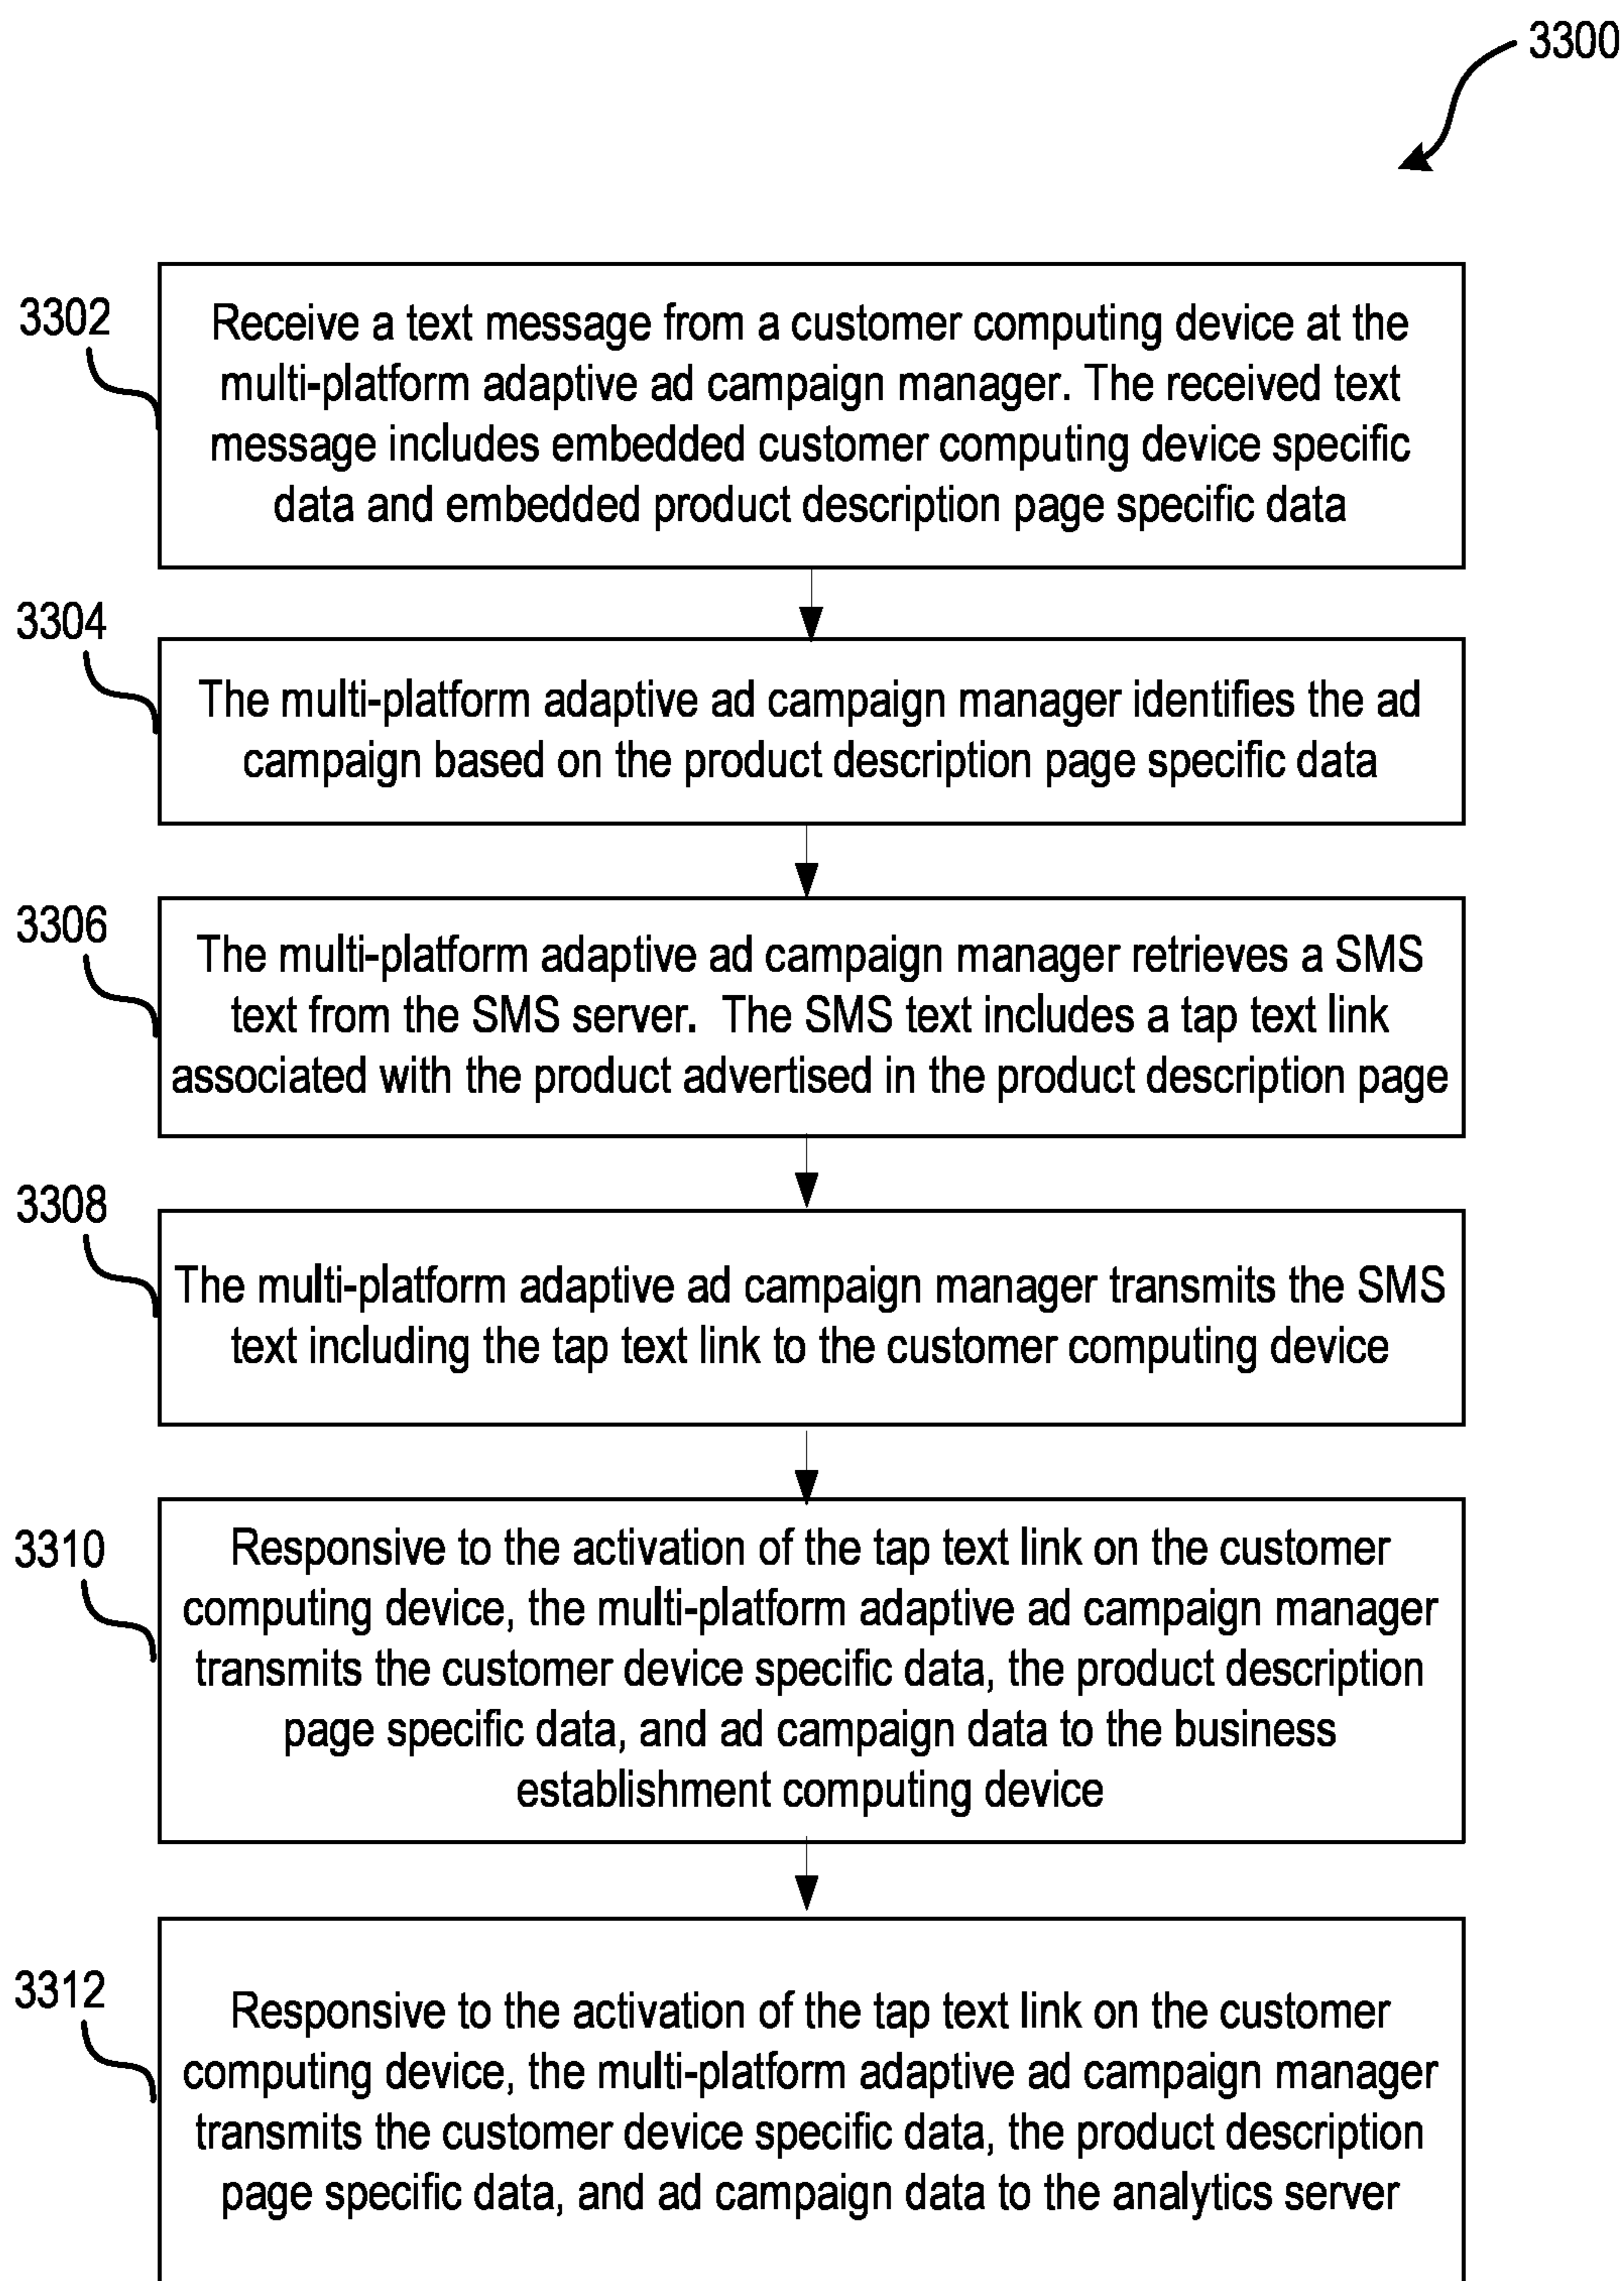 3300
3302
Receive a text message from a customer computing device at the
multi-platform adaptive ad campaign manager. The received text
message includes embedded customer computing device specific
data and embedded product description page specific data
3304
The multi-platform adaptive ad campaign manager identifies the ad
campaign based on the product description page specific data
3306
The multi-platform adaptive ad campaign manager retrieves a SMS
text from the SMS server. The SMS text includes a tap text link
associated with the product advertised in the product description page
3308
The multi-platform adaptive ad campaign manager transmits the SMS
text including the tap text link to the customer computing device
3310
Responsive to the activation of the tap text link on the customer
computing device, the multi-platform adaptive ad campaign manager
transmits the customer device specific data, the product description
page specific data, and ad campaign data to the business
establishment computing device
3312
Responsive to the activation of the tap text link on the customer
computing device, the multi-platform adaptive ad campaign manager
transmits the customer device specific data, the product description
page specific data, and ad campaign data to the analytics server